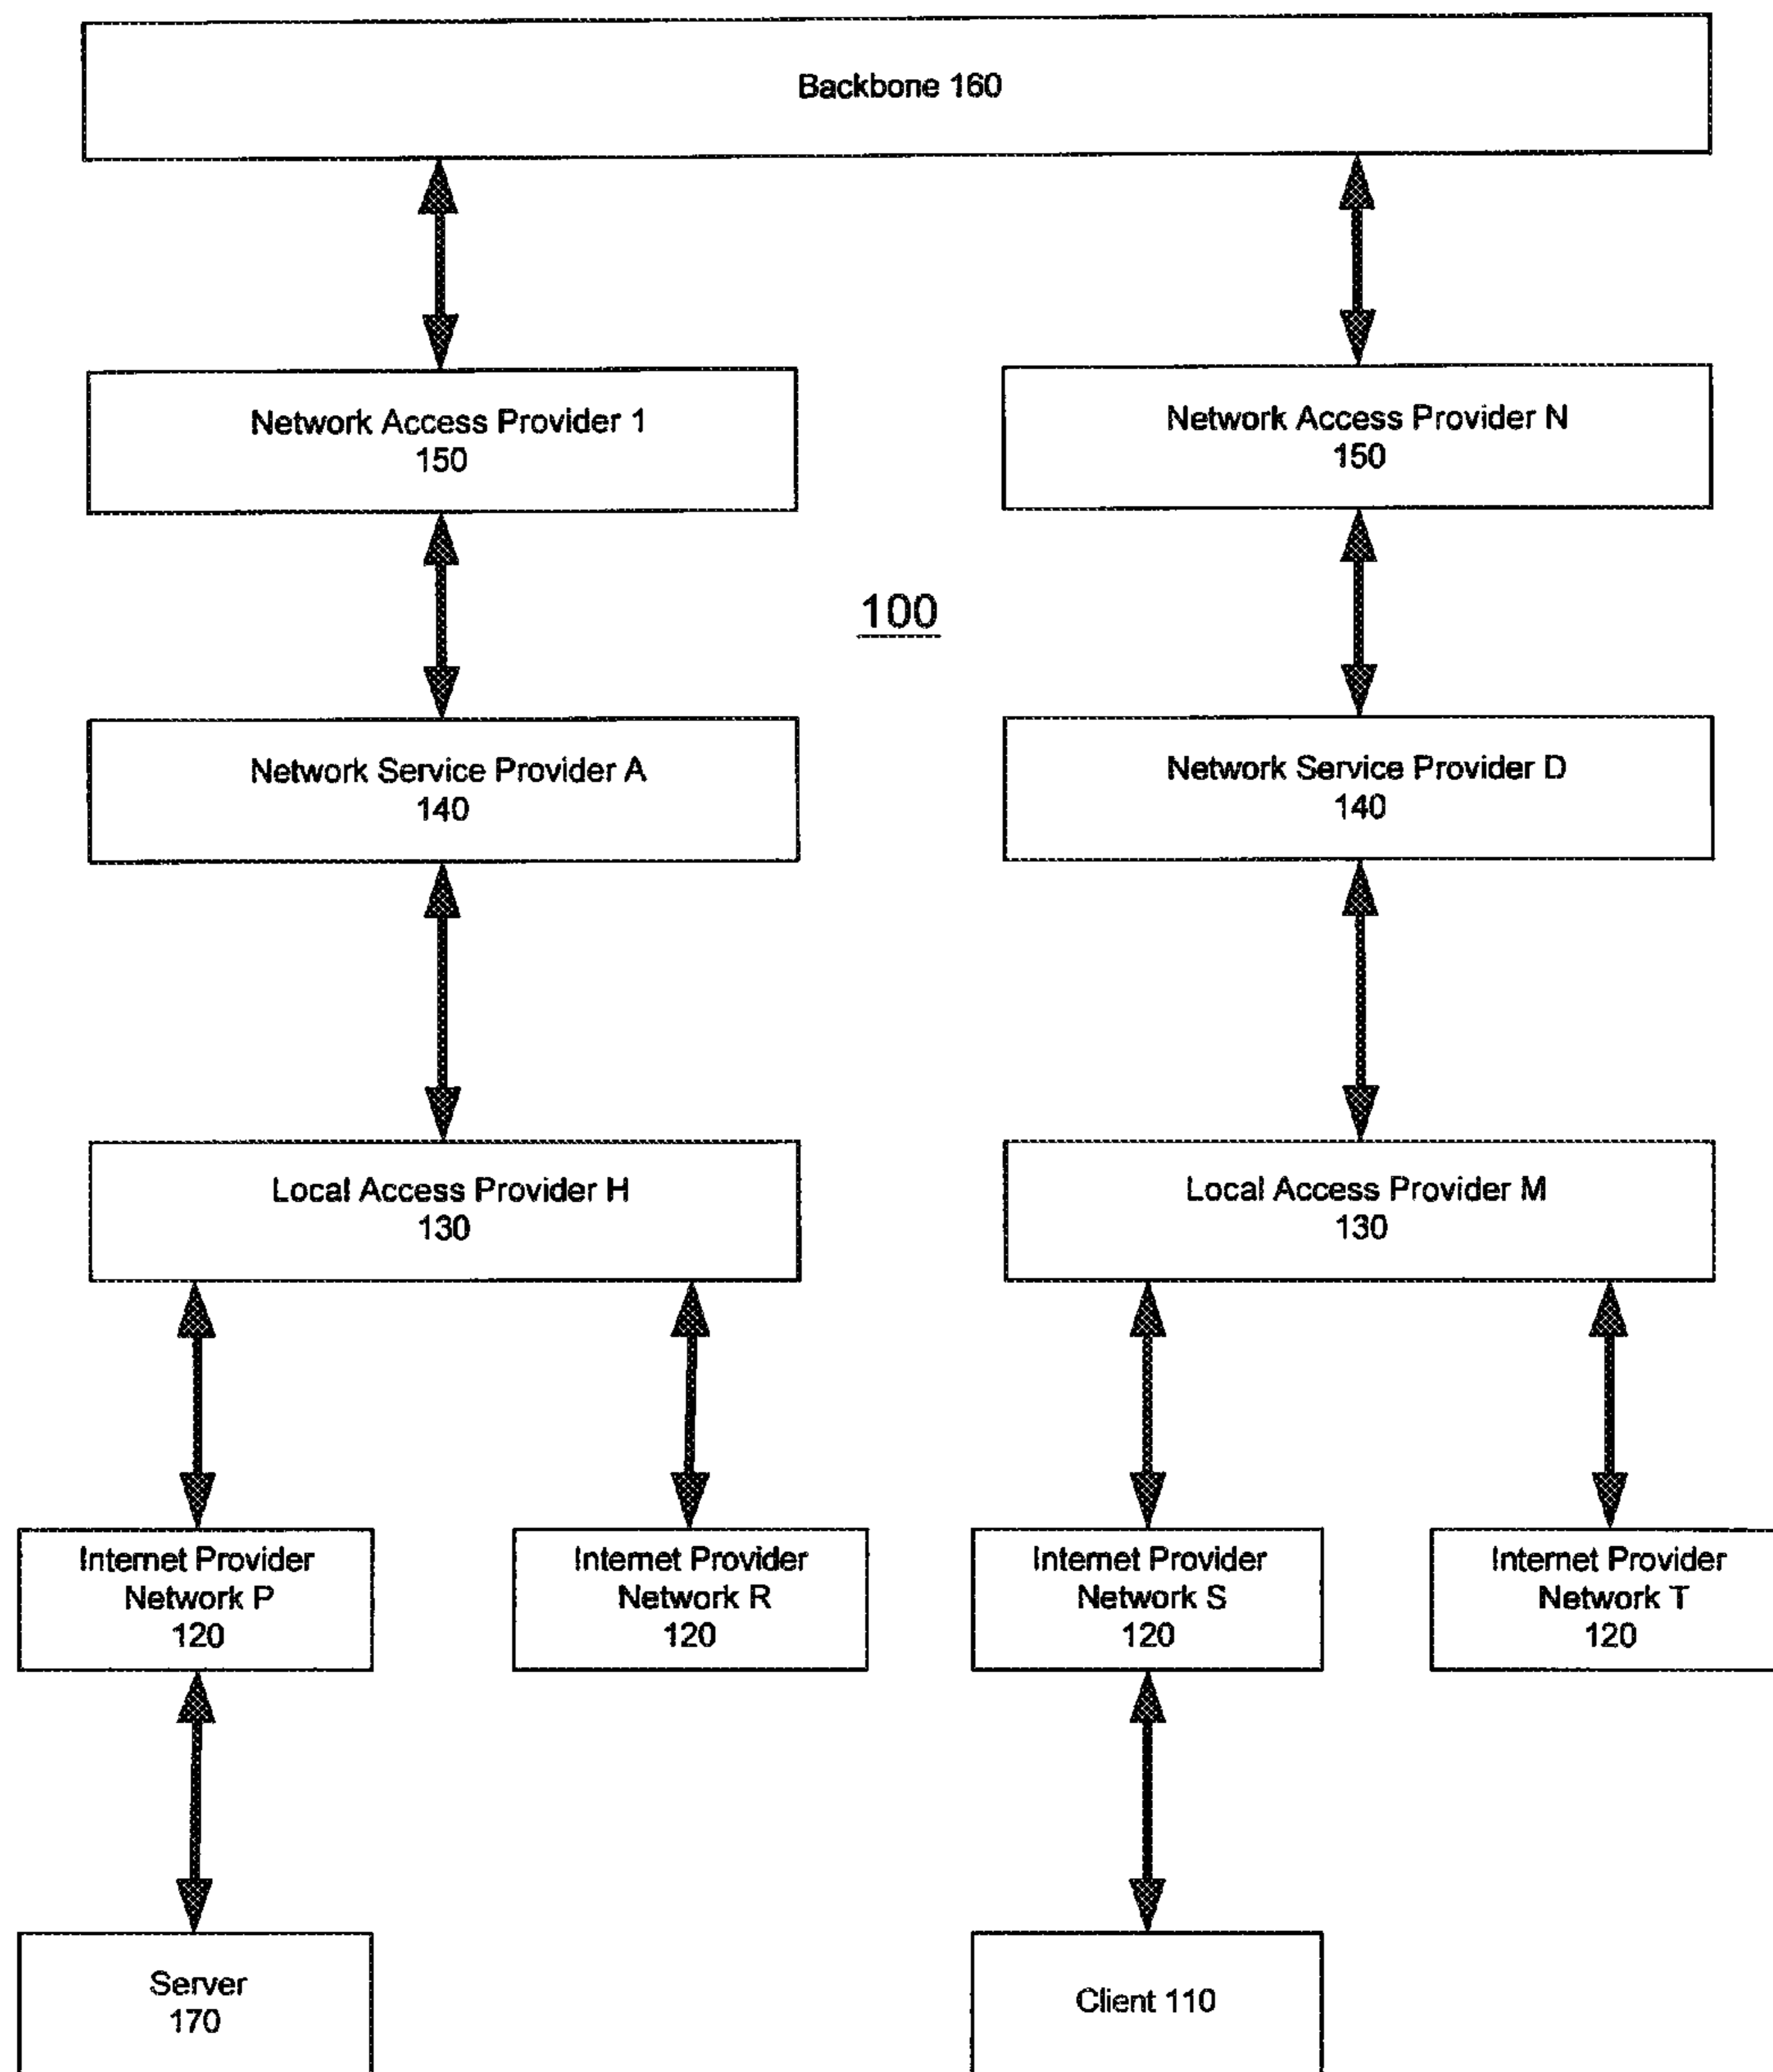 Backbone 160
Network Access Provider 1
150
Network Access Provider N
150
100
Network Service Provider A
140
Network Service Provider D
140
Local Access Provider H
130
Local Access Provider M
130
Internet Provider
Network P
120
Internet Provider
Network R
120
Internet Provider
Network S
120
Internet Provider
Network T
120
Server
170
Client 110